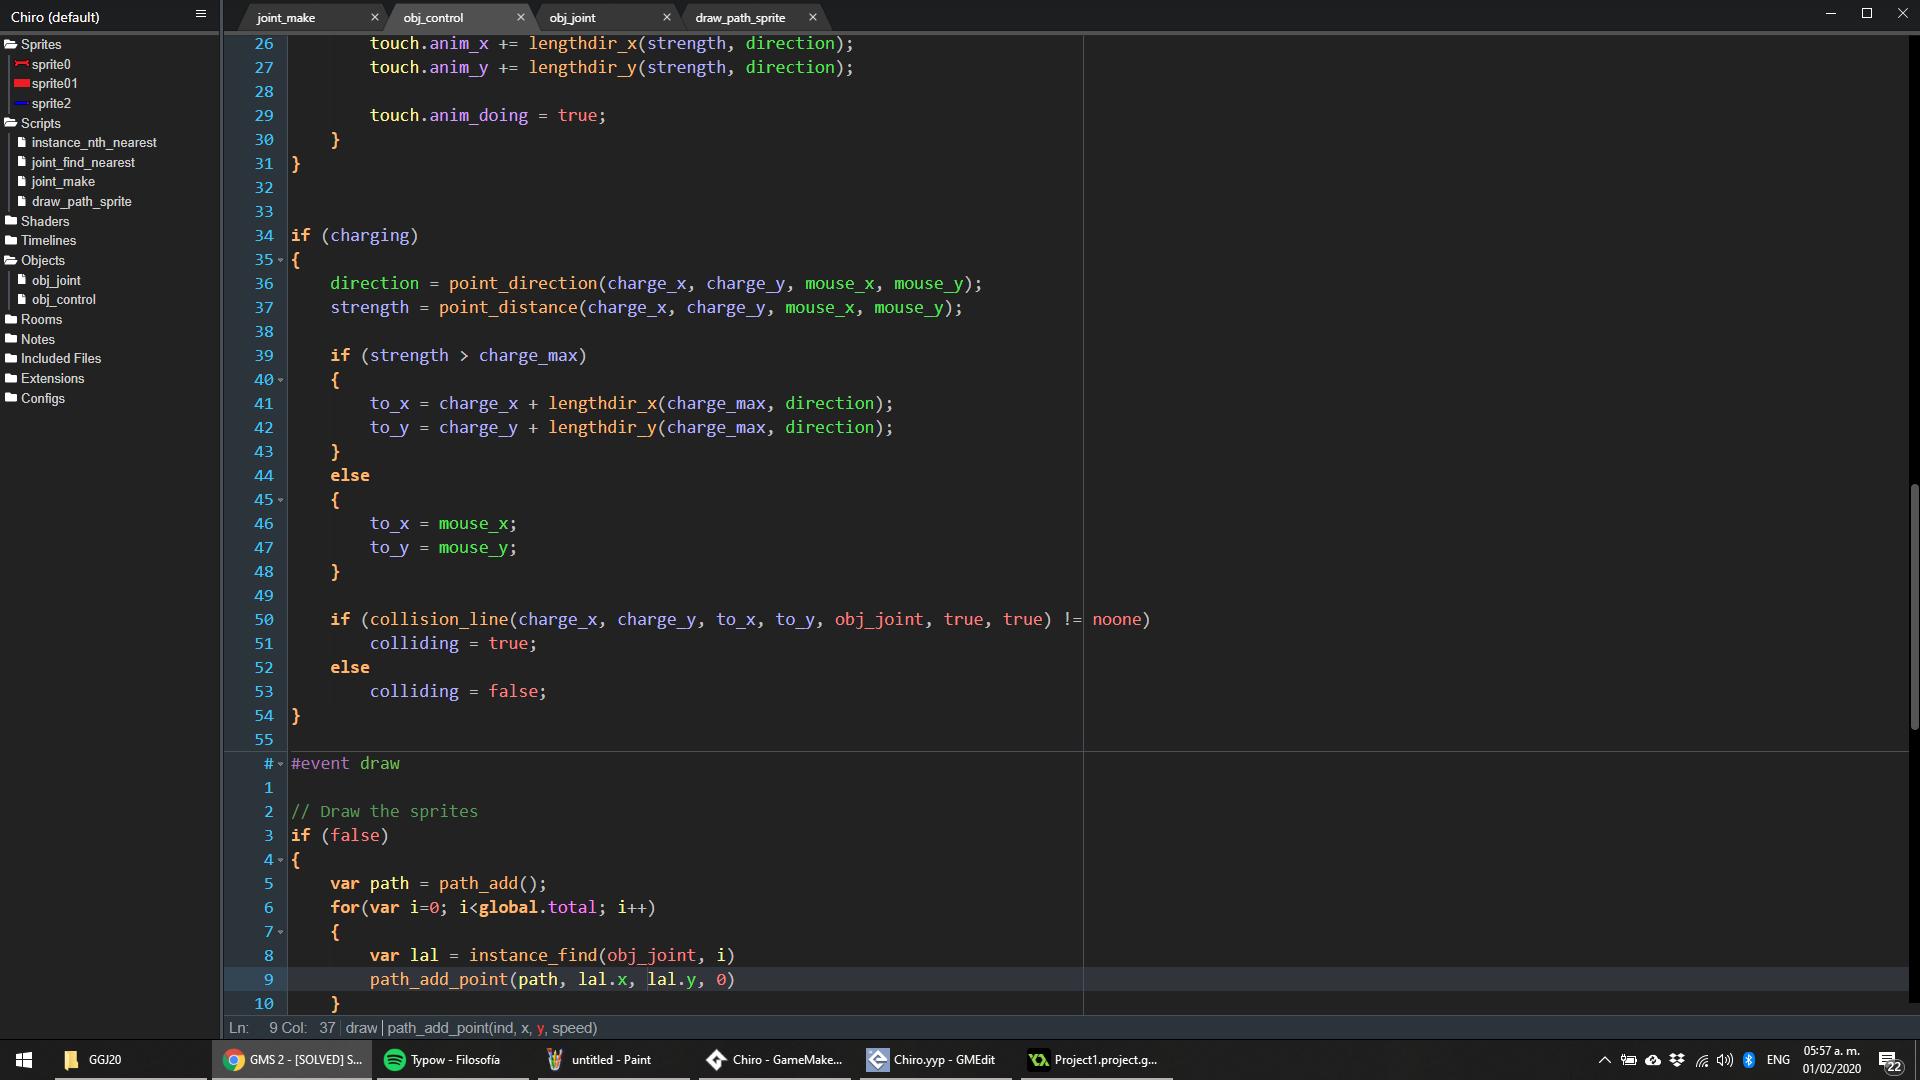 Chiro (default)
joint_make
obj_control
obj_joint
draw_path_sprite
Sprites
sprite0
sprite01
sprite2
Scripts
instance_nth_nearest
joint_find_nearest
joint_make
draw_path_sprite
Shaders
Timelines
Objects
obj_joint
obj_control
Rooms
Notes
Included Files
Extensions
Configs
26 touch.anim_x += lengthdir_x(strength, direction);
27 touch.anim_y += lengthdir_y(strength, direction);
28
29 touch.anim_doing = true;
30 }
31 }
32
33
34 if (charging)
35 {
36 direction = point_direction(charge_x, charge_y, mouse_x, mouse_y);
37 strength = point_distance(charge_x, charge_y, mouse_x, mouse_y);
38
39 if (strength > charge_max)
40 {
41 to_x = charge_x + lengthdir_x(charge_max, direction);
42 to_y = charge_y + lengthdir_y(charge_max, direction);
43 }
44 else
45 {
46 to_x = mouse_x;
47 to_y = mouse_y;
48 }
49
50 if (collision_line(charge_x, charge_y, to_x, to_y, obj_joint, true, true) != noone)
51 colliding = true;
52 else
53 colliding = false;
54 }
55
# #event draw
1
2 // Draw the sprites
3 if (false)
4 {
5 var path = path_add();
6 for(var i=0; i<global.total; i++)
7 {
8 var lal = instance_find(obj_joint, i)
9 path_add_point(path, lal.x, lal.y, 0)
10 }
Ln: 9 Col: 37 draw path_add_point(ind, x, y, speed)
GGJ20
GMS 2 - [SOLVED] S...
Typow - Filosofía
untitled - Paint
Chiro - GameMake...
Chiro.yyp - GMEdit
Project1.project.g...
ENG
05:57 a. m.
01/02/2020
22